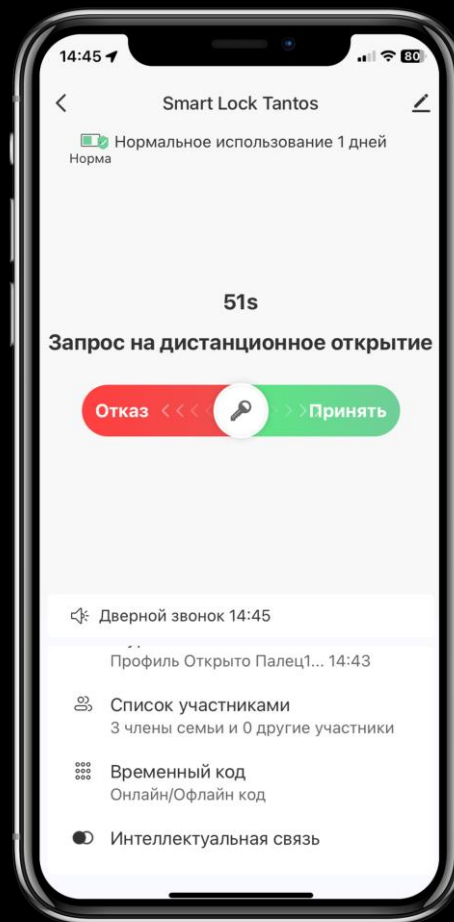 14:45
80
Smart Lock Tantos
Нормальное использование 1 дней
Норма
51s
Запрос на дистанционное открытие
Отказ
Принять
Дверной звонок 14:45
Профиль Открыто Палец1... 14:43
Список участниками
3 члены семьи и 0 другие участники
Временный код
Онлайн/Офлайн код
Интеллектуальная связь